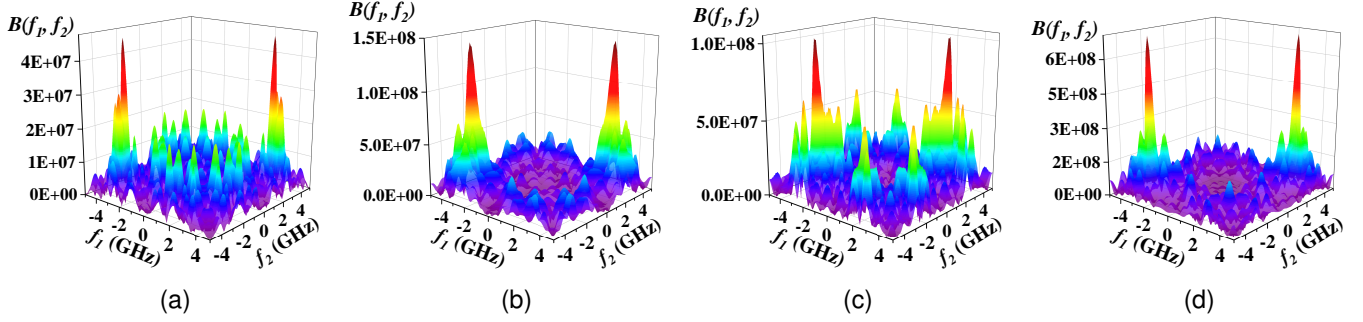 B(f1, f2)
4E+07
3E+07
2E+07
1E+07
0E+00
-4 -2 0 2 4
f1 (GHz)
-4 -2 0 2 4
f2 (GHz)
(a)
B(f1, f2)
1.5E+08
1.0E+08
5.0E+07
0.0E+00
-4 -2 0 2 4
f1 (GHz)
-4 -2 0 2 4
f2 (GHz)
(b)
B(f1, f2)
1.0E+08
5.0E+07
0.0E+00
-4 -2 0 2 4
f1 (GHz)
-4 -2 0 2 4
f2 (GHz)
(c)
B(f1, f2)
6E+08
4E+08
3E+08
2E+08
0E+00
-4 -2 0 2 4
f1 (GHz)
-4 -2 0 2 4
f2 (GHz)
(d)